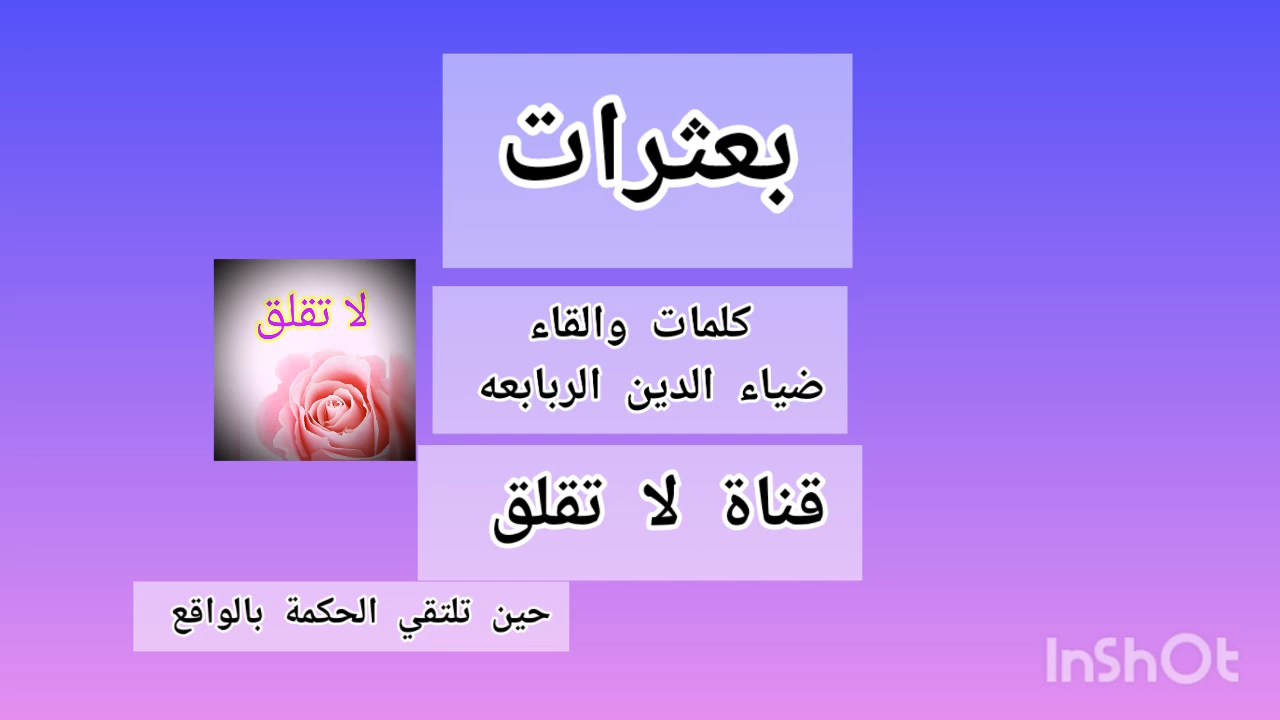 بعثرات
لا تقلق
كلمات والقاء
ضياء الدين الربابعه
قناة لا تقلق
حين تلتقي الحكمة بالواقع
InShOt